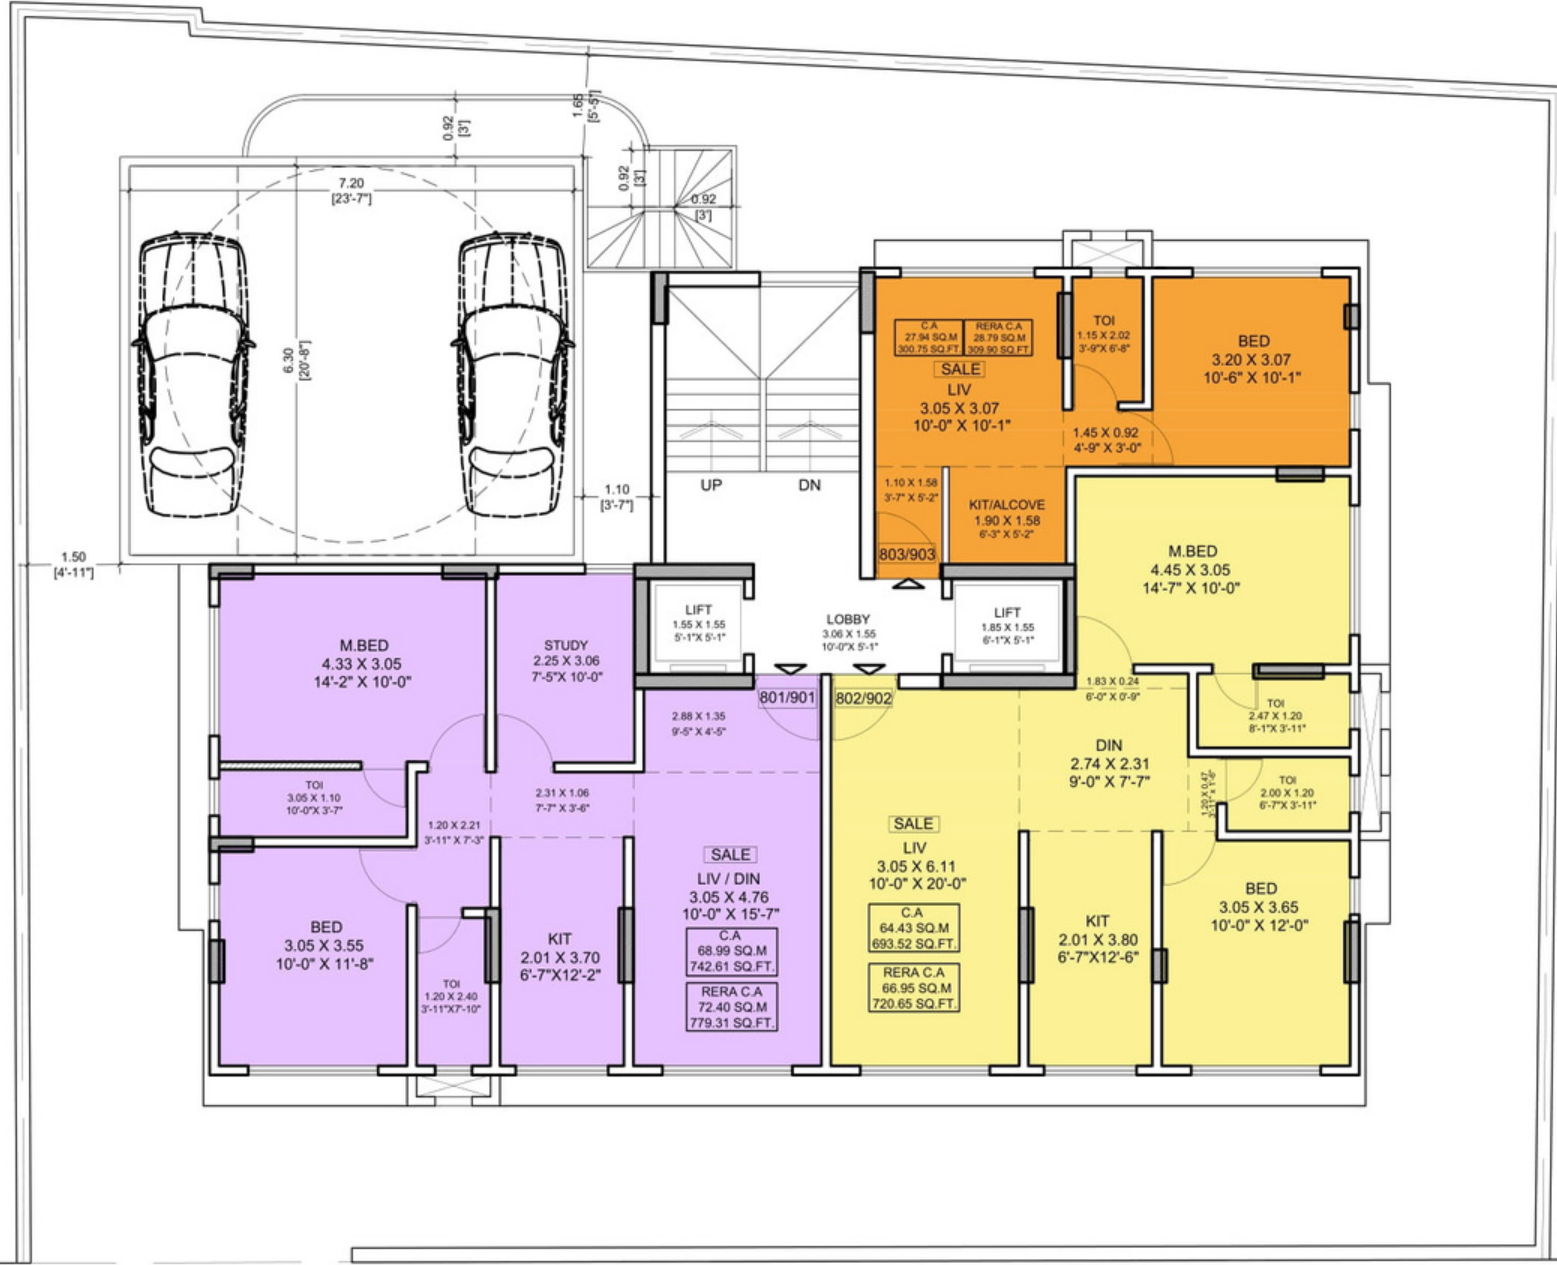 1.65
[5'-5"]
0.92
[3']
0.92
[3']
0.92
[3']
7.20
[23'-7"]
6.30
[20'-8"]
1.10
[3'-7"]
1.50
[4'-11"]
UP
DN
C.A
27.94 SQ.M
300.75 SQ.FT.
RERA C.A
28.79 SQ.M
309.90 SQ.FT.
SALE
LIV
3.05 X 3.07
10'-0" X 10'-1"
TOI
1.15 X 2.02
3'-9"X 6'-8"
BED
3.20 X 3.07
10'-6" X 10'-1"
1.45 X 0.92
4'-9" X 3'-0"
1.10 X 1.58
3'-7" X 5'-2"
KIT/ALCOVE
1.90 X 1.58
6'-3" X 5'-2"
803/903
LIFT
1.55 X 1.55
5'-1"X 5'-1"
LOBBY
3.06 X 1.55
10'-0"X 5'-1"
LIFT
1.85 X 1.55
6'-1"X 5'-1"
M.BED
4.45 X 3.05
14'-7" X 10'-0"
M.BED
4.33 X 3.05
14'-2" X 10'-0"
STUDY
2.25 X 3.06
7'-5"X 10'-0"
801/901
802/902
2.88 X 1.35
9'-5" X 4'-5"
1.83 X 0.24
6'-0" X 0'-9"
TOI
2.47 X 1.20
8'-1"X 3'-11"
DIN
2.74 X 2.31
9'-0" X 7'-7"
1.20 X 0.47
3'-11" x 1'-6"
TOI
2.00 X 1.20
6'-7"X 3'-11"
TOI
3.05 X 1.10
10'-0"X 3'-7"
2.31 X 1.06
7'-7" X 3'-6"
1.20 X 2.21
3'-11" X 7'-3"
SALE
LIV / DIN
3.05 X 4.76
10'-0" X 15'-7"
C.A
68.99 SQ.M
742.61 SQ.FT.
RERA C.A
72.40 SQ.M
779.31 SQ.FT.
SALE
LIV
3.05 X 6.11
10'-0" X 20'-0"
C.A
64.43 SQ.M
693.52 SQ.FT.
RERA C.A
66.95 SQ.M
720.65 SQ.FT.
BED
3.05 X 3.55
10'-0" X 11'-8"
TOI
1.20 X 2.40
3'-11"X7'-10"
KIT
2.01 X 3.70
6'-7"X12'-2"
KIT
2.01 X 3.80
6'-7"X12'-6"
BED
3.05 X 3.65
10'-0" X 12'-0"